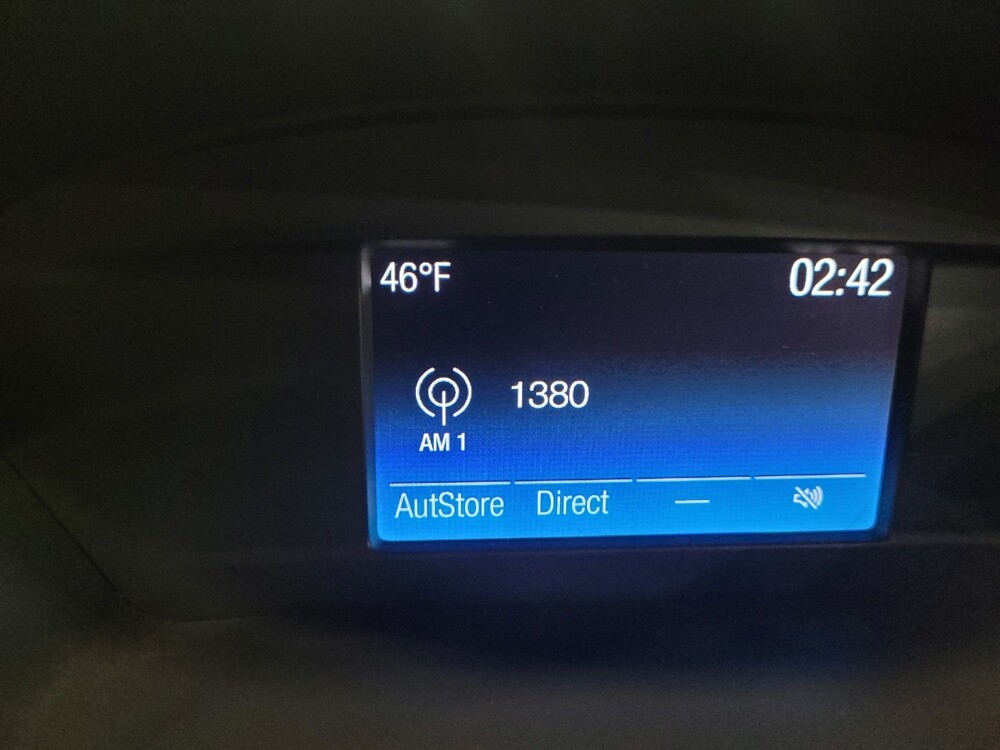 46°F 02:42
1380
AM 1
AutStore Direct —